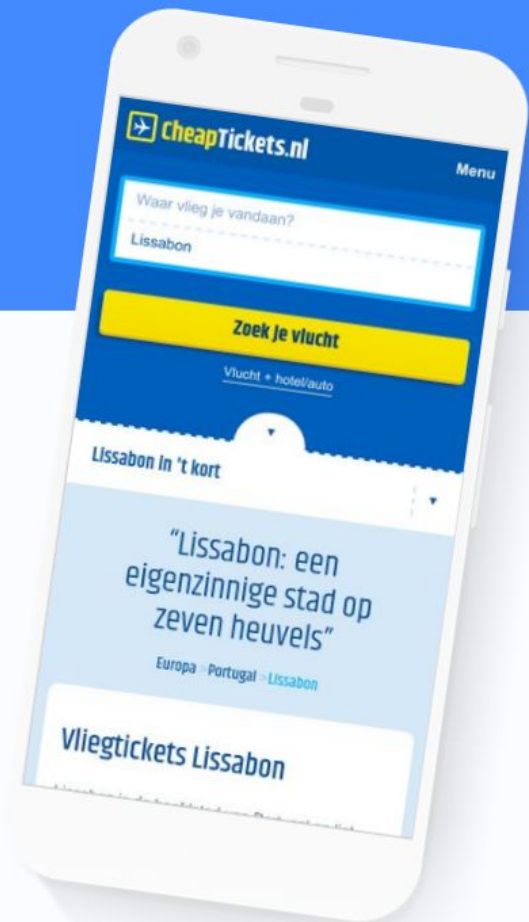 CheapTickets.nl
Menu
Waar vlieg je vandaan?
Lissabon
Zoek je vlucht
Vlucht + hotel/auto
Lissabon in 't kort
"Lissabon: een
eigenzinnige stad op
zeven heuvels"
Europa > Portugal > Lissabon
Vliegtickets Lissabon